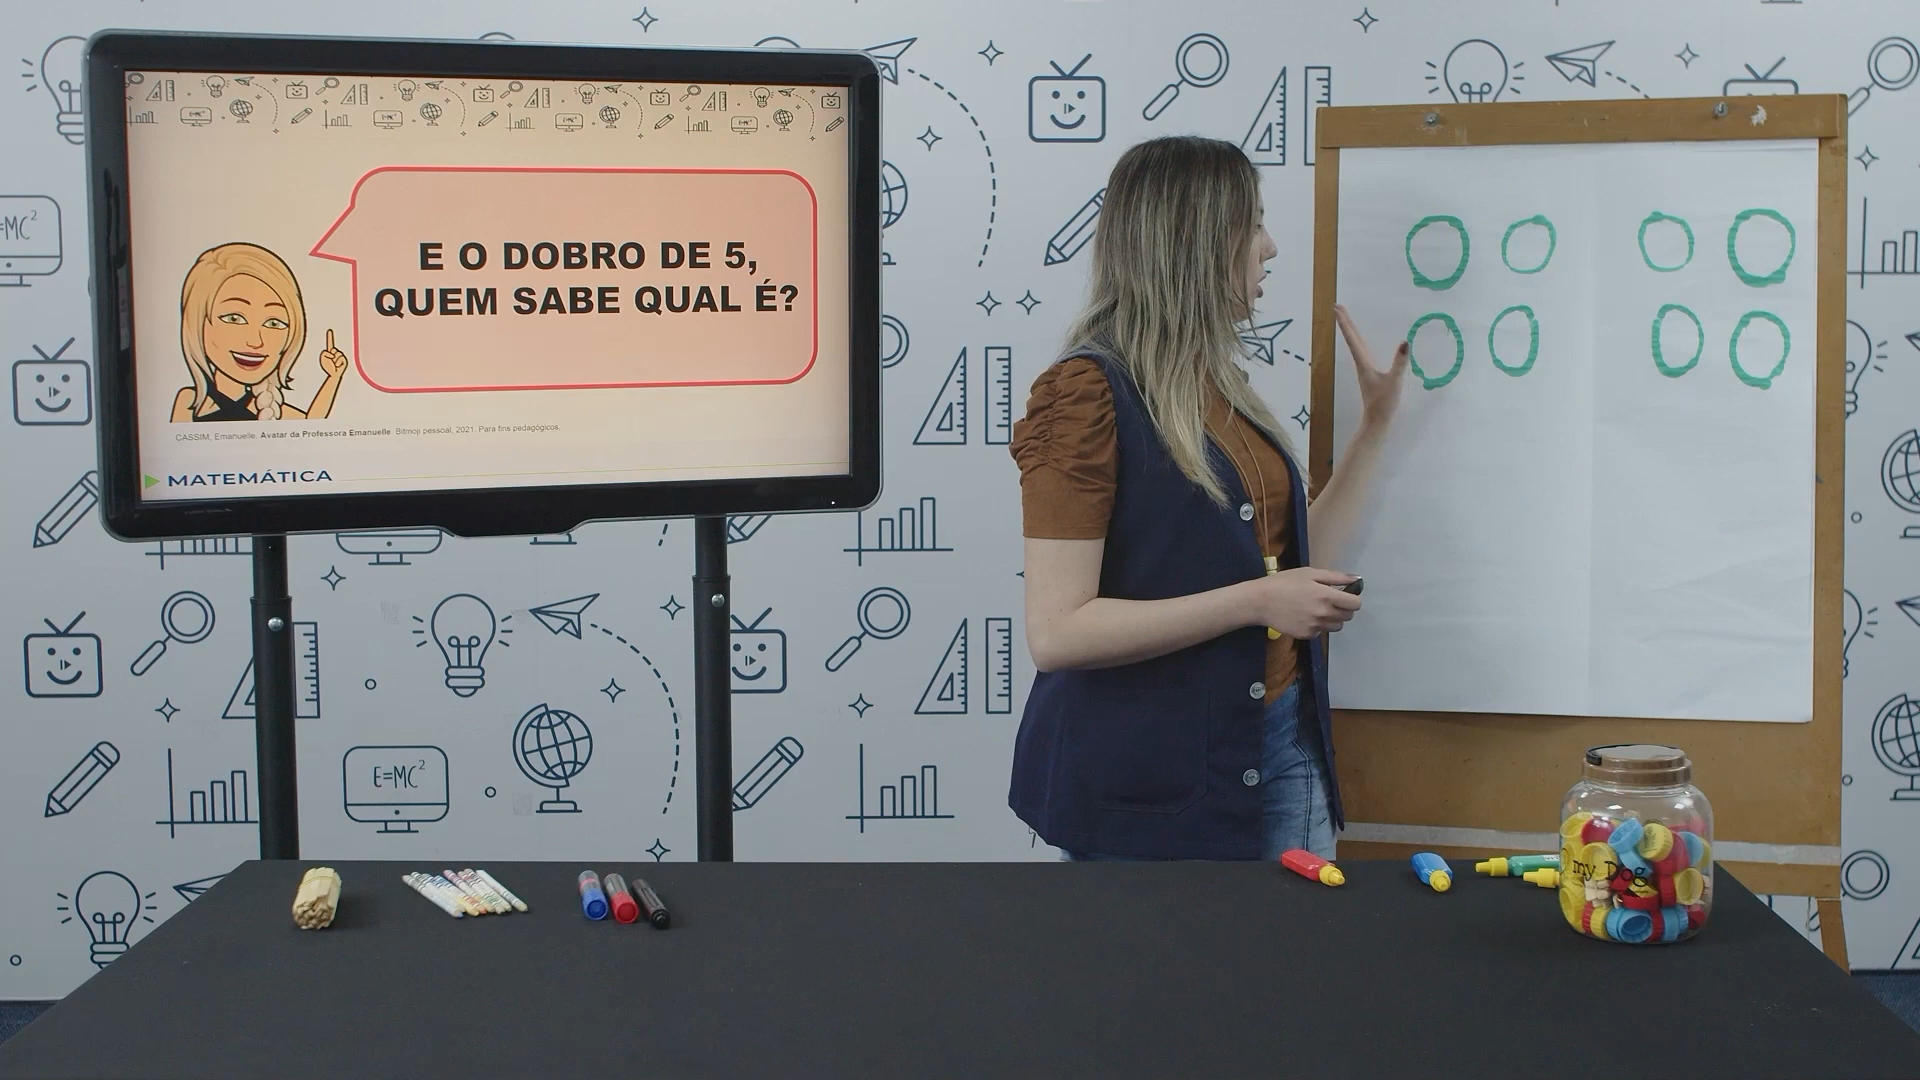 E O DOBRO DE 5,
QUEM SABE QUAL É?
CASSIM, Emanuelle. Avatar da Professora Emanuelle. Bitmoji pessoal, 2021. Para fins pedagógicos.
MATEMÁTICA
=MC²
E=MC²
my Dog